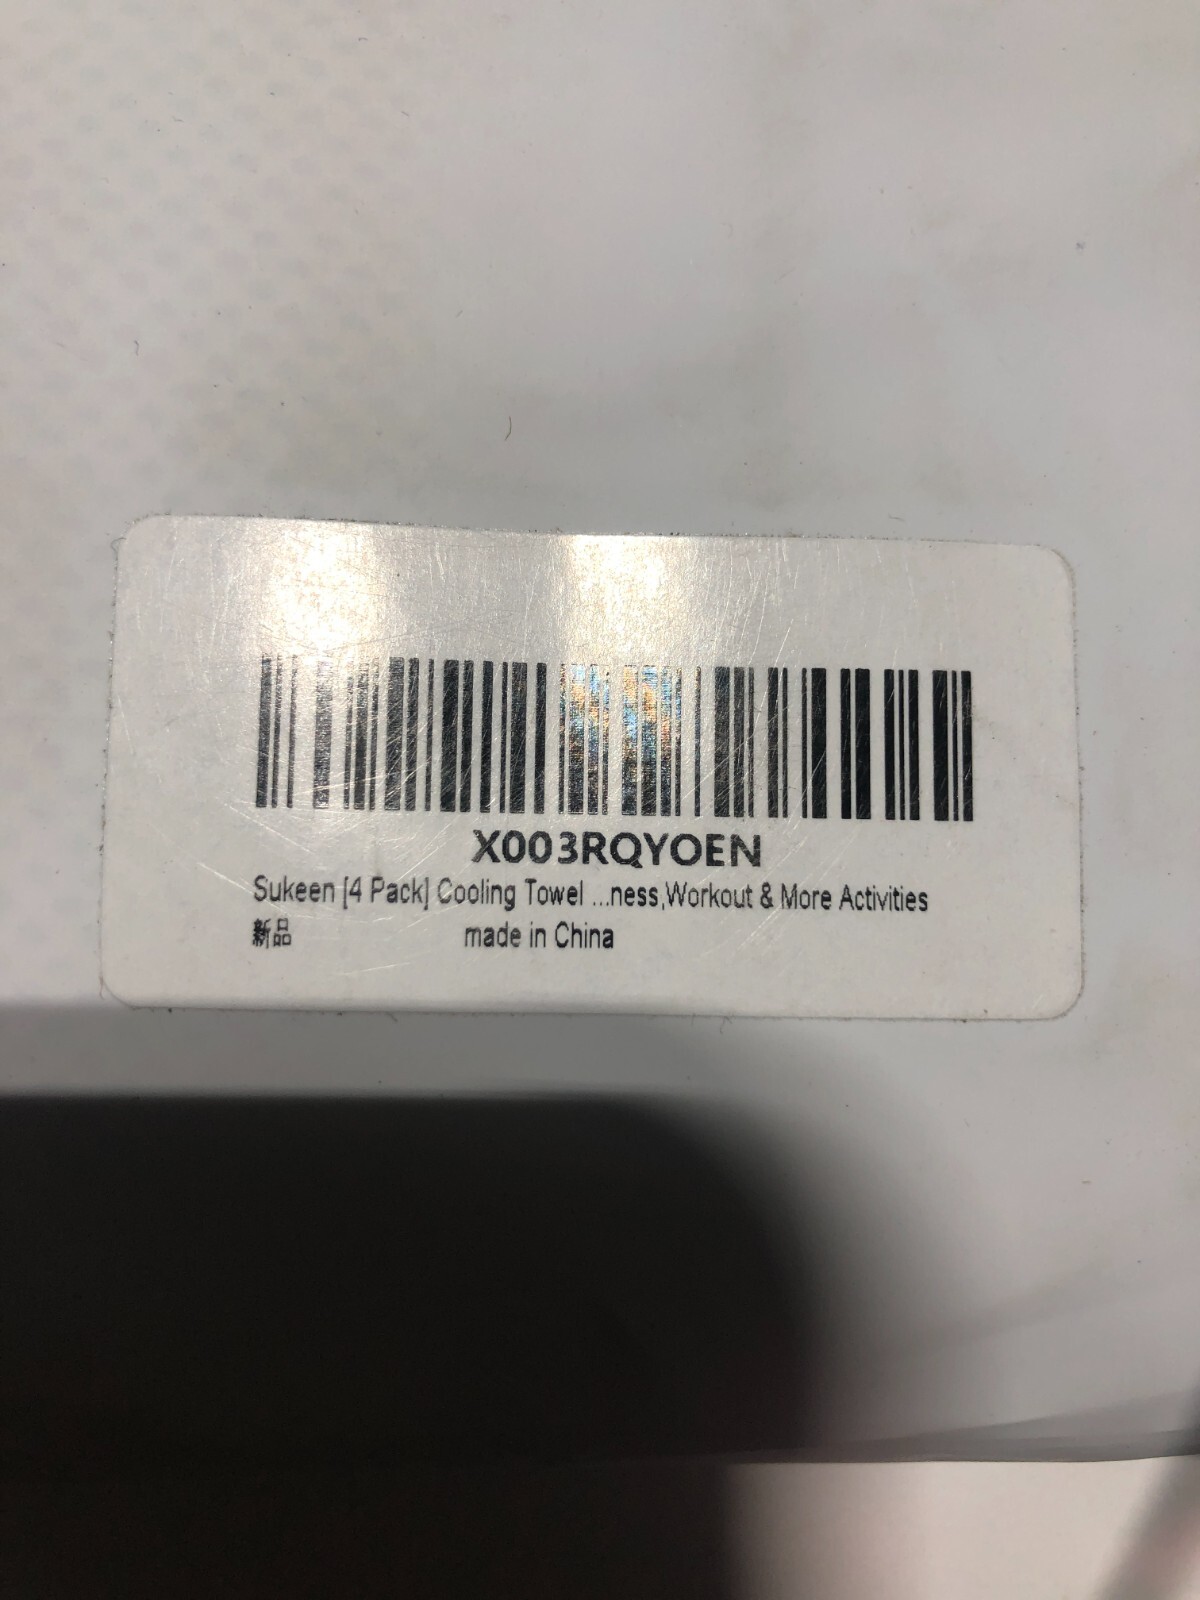 X003RQYOEN
Sukeen [4 Pack] Cooling Towel ...ness,Workout & More Activities
新品 made in China